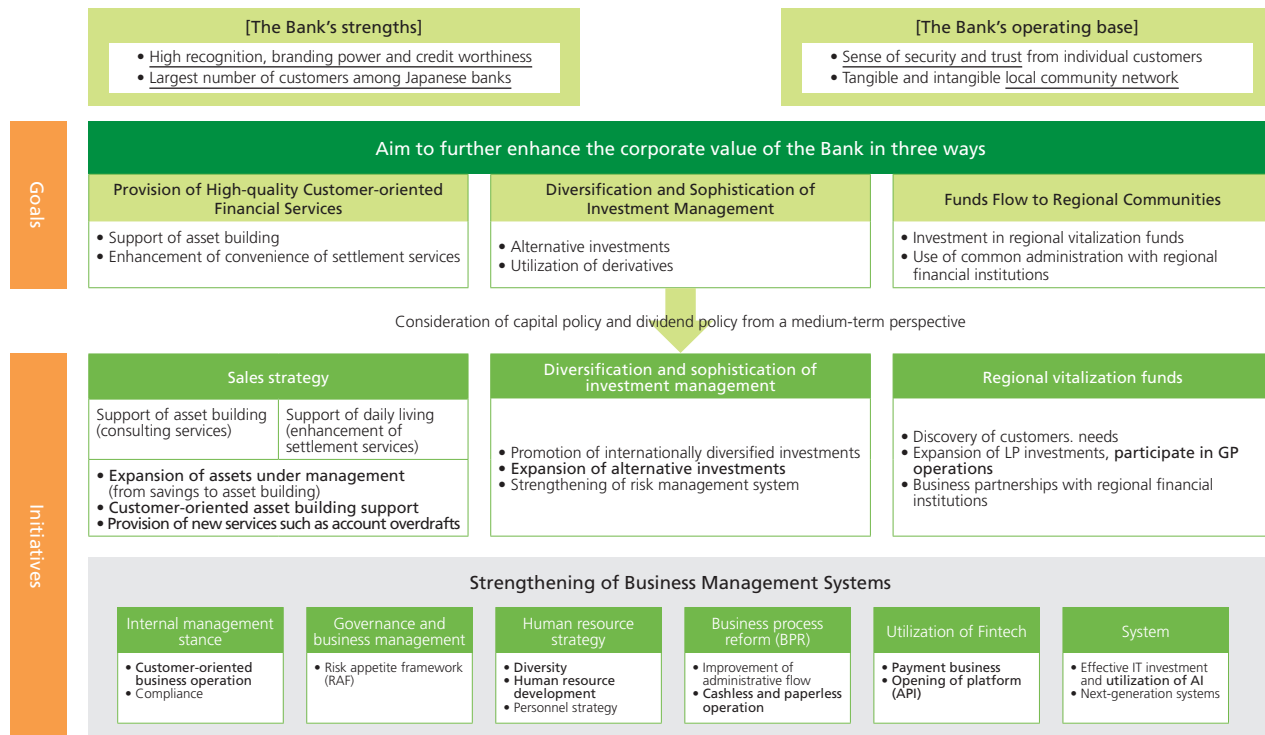 [The Bank's strengths]
• High recognition, branding power and credit worthiness
• Largest number of customers among Japanese banks
[The Bank's operating base]
• Sense of security and trust from individual customers
• Tangible and intangible local community network
Goals
Aim to further enhance the corporate value of the Bank in three ways
Provision of High-quality Customer-oriented
Financial Services
• Support of asset building
• Enhancement of convenience of settlement services
Diversification and Sophistication of
Investment Management
• Alternative investments
• Utilization of derivatives
Funds Flow to Regional Communities
• Investment in regional vitalization funds
• Use of common administration with regional
financial institutions
Consideration of capital policy and dividend policy from a medium-term perspective
Initiatives
Sales strategy
Support of asset building
(consulting services)
Support of daily living
(enhancement of
settlement services)
• Expansion of assets under management
(from savings to asset building)
• Customer-oriented asset building support
• Provision of new services such as account overdrafts
Diversification and sophistication of
investment management
• Promotion of internationally diversified investments
• Expansion of alternative investments
• Strengthening of risk management system
Regional vitalization funds
• Discovery of customers. needs
• Expansion of LP investments, participate in GP
operations
• Business partnerships with regional financial
institutions
Strengthening of Business Management Systems
Internal management
stance
• Customer-oriented
business operation
• Compliance
Governance and
business management
• Risk appetite framework
(RAF)
Human resource
strategy
• Diversity
• Human resource
development
• Personnel strategy
Business process
reform (BPR)
• Improvement of
administrative flow
• Cashless and paperless
operation
Utilization of Fintech
• Payment business
• Opening of platform
(API)
System
• Effective IT investment
and utilization of AI
• Next-generation systems